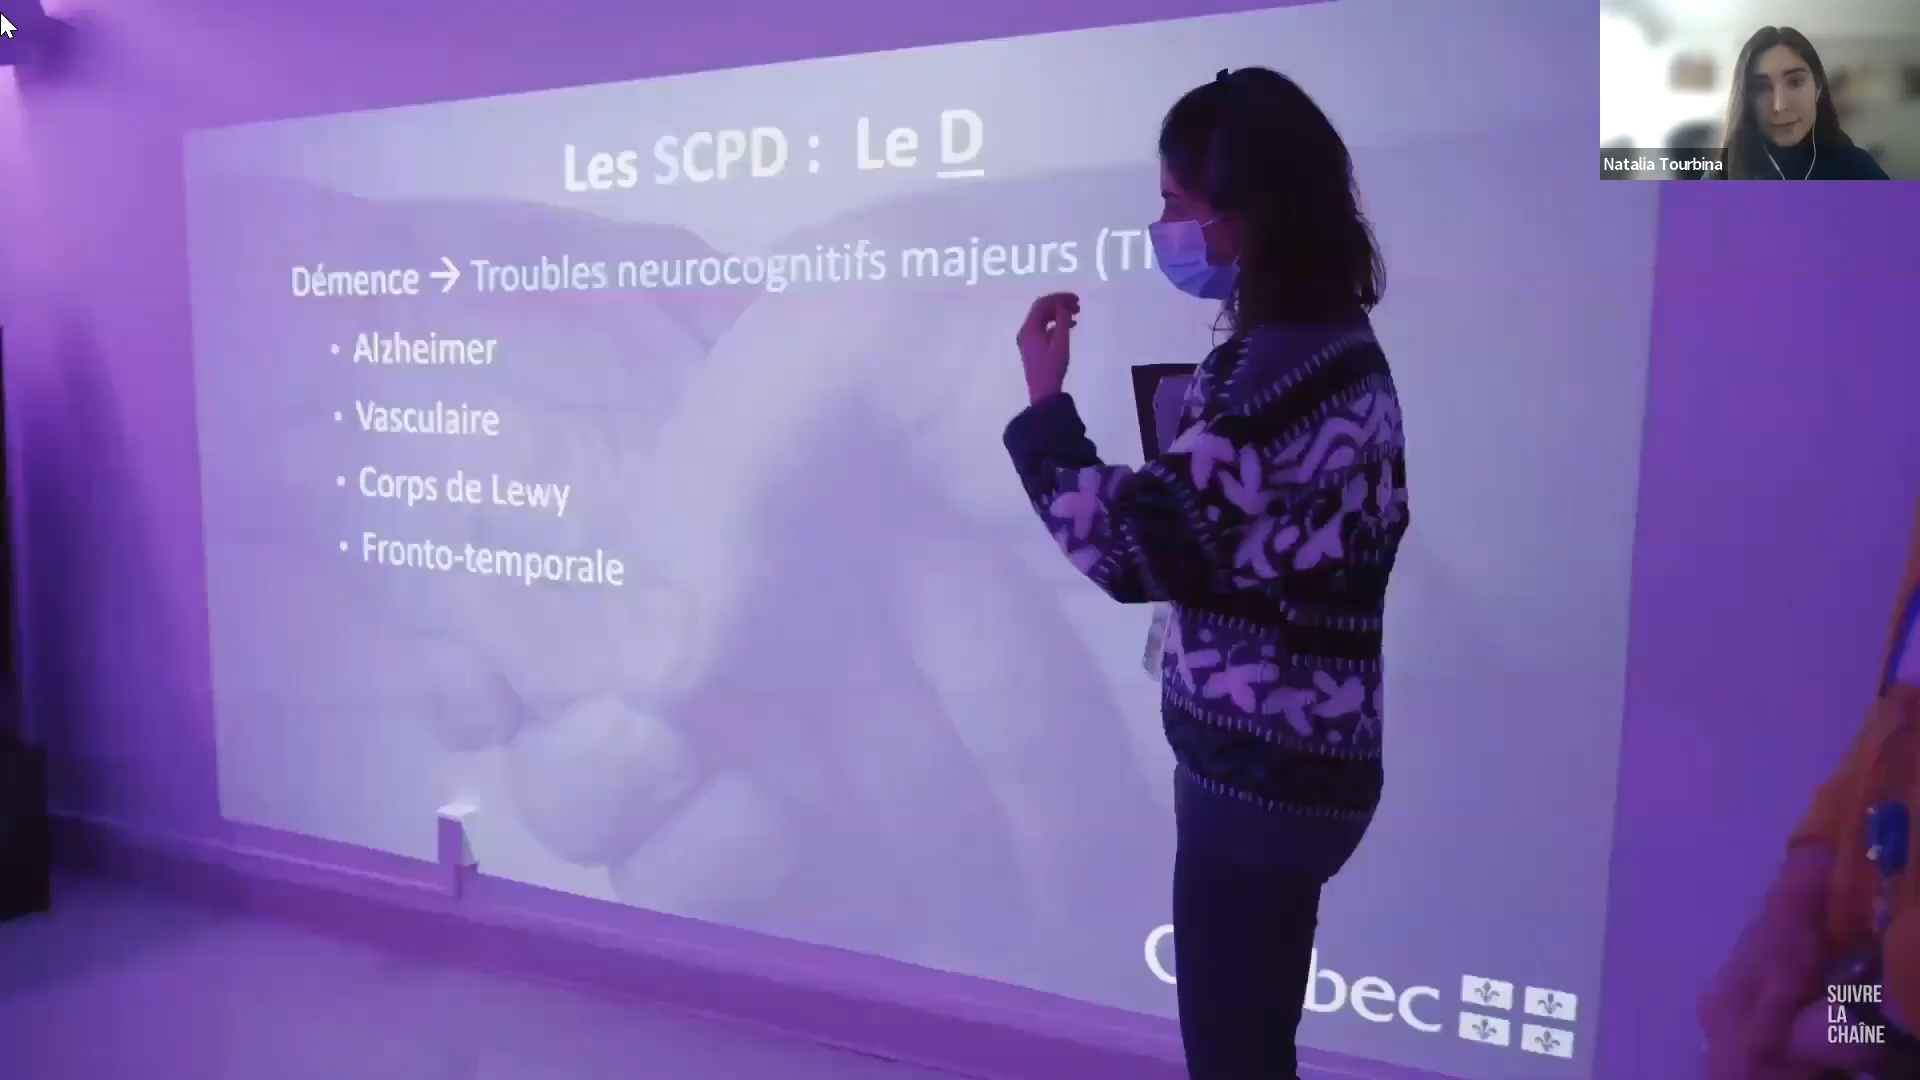 Les SCPD : Le D
Démence → Troubles neurocognitifs majeurs
• Alzheimer
• Vasculaire
• Corps de Lewy
• Fronto-temporale
Natalia Tourbina
SUIVRE
LA
CHAÎNE